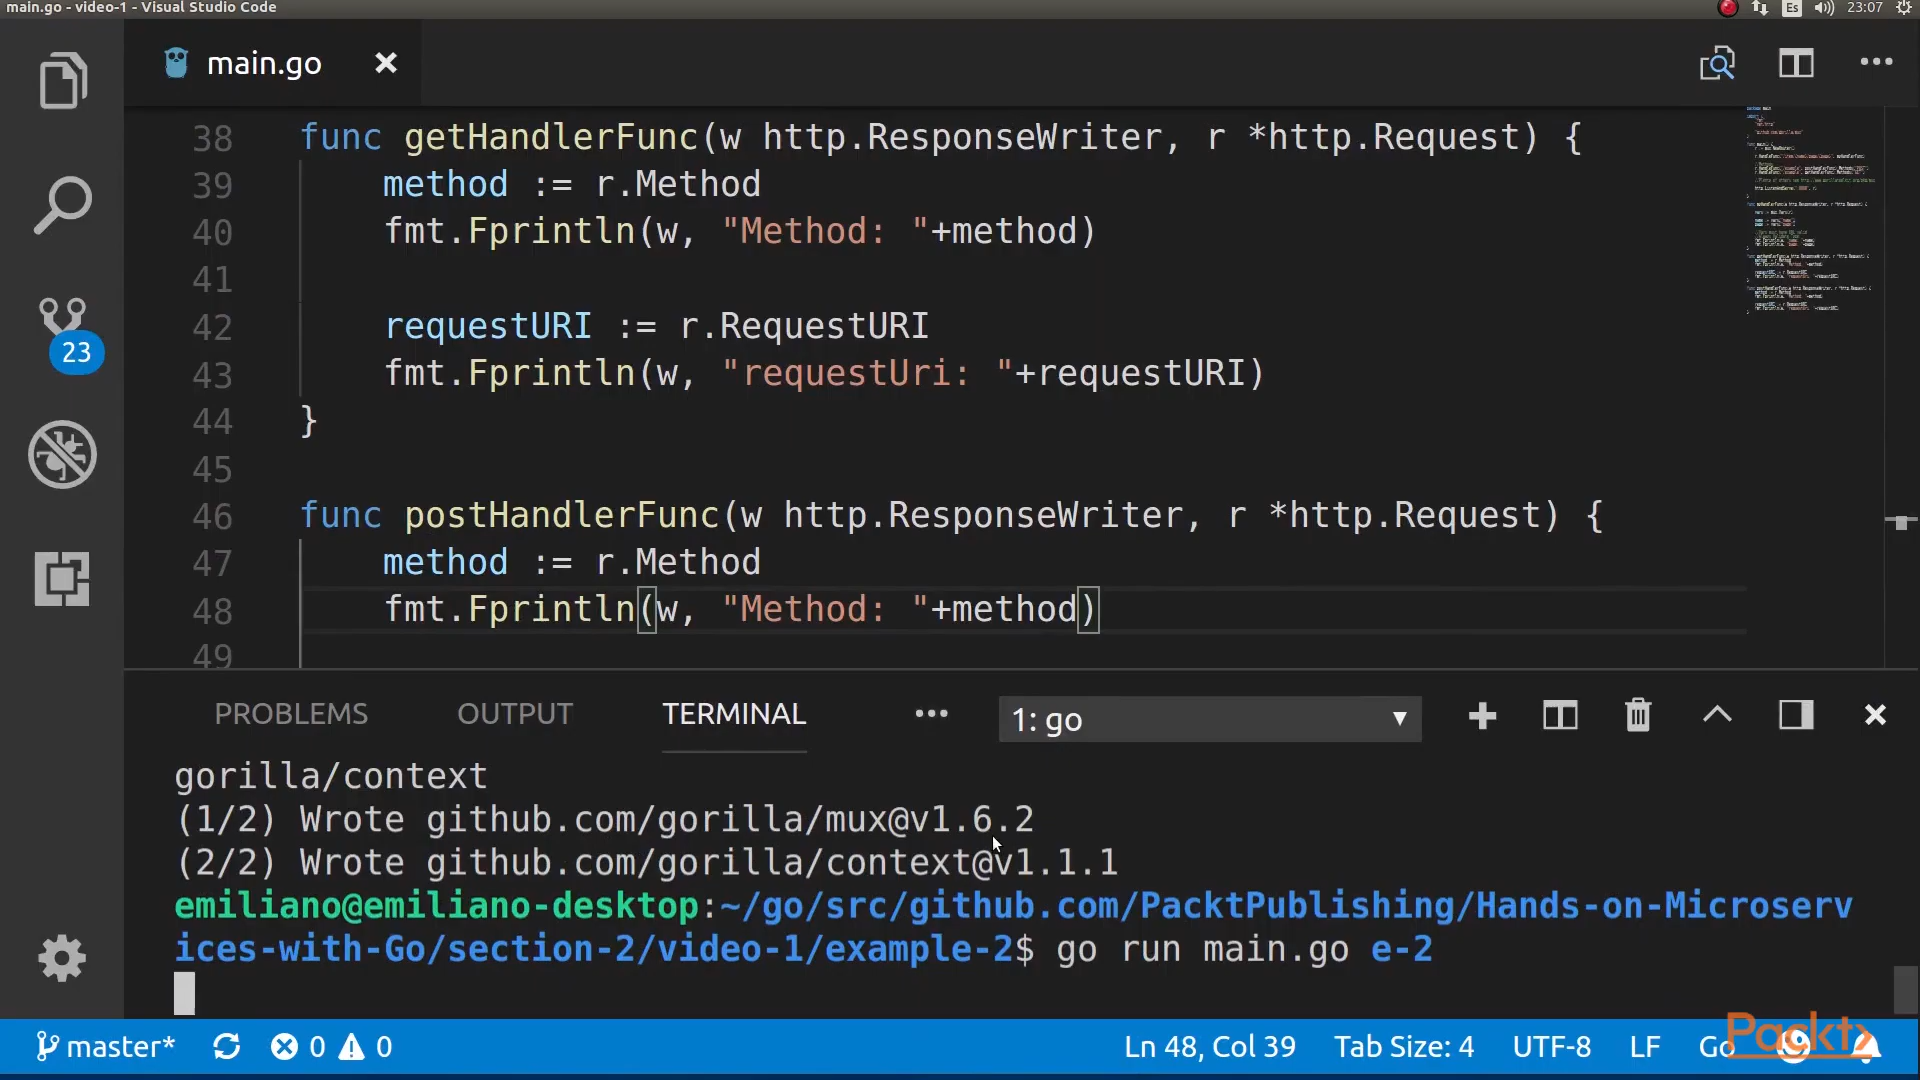 main.go - video-1 - Visual Studio Code
Es
23:07
main.go
38 func getHandlerFunc(w http.ResponseWriter, r *http.Request) {
39 method := r.Method
40 fmt.Fprintln(w, "Method: "+method)
41
42 requestURI := r.RequestURI
43 fmt.Fprintln(w, "requestUri: "+requestURI)
44 }
45
46 func postHandlerFunc(w http.ResponseWriter, r *http.Request) {
47 method := r.Method
48 fmt.Fprintln(w, "Method: "+method)
49
23
PROBLEMS OUTPUT TERMINAL ••• 1: go
gorilla/context
(1/2) Wrote github.com/gorilla/mux@v1.6.2
(2/2) Wrote github.com/gorilla/context@v1.1.1
emiliano@emiliano-desktop:~/go/src/github.com/PacktPublishing/Hands-on-Microserv
ices-with-Go/section-2/video-1/example-2$ go run main.go e-2
master* 0 0 Ln 48, Col 39 Tab Size: 4 UTF-8 LF Go
Packt>